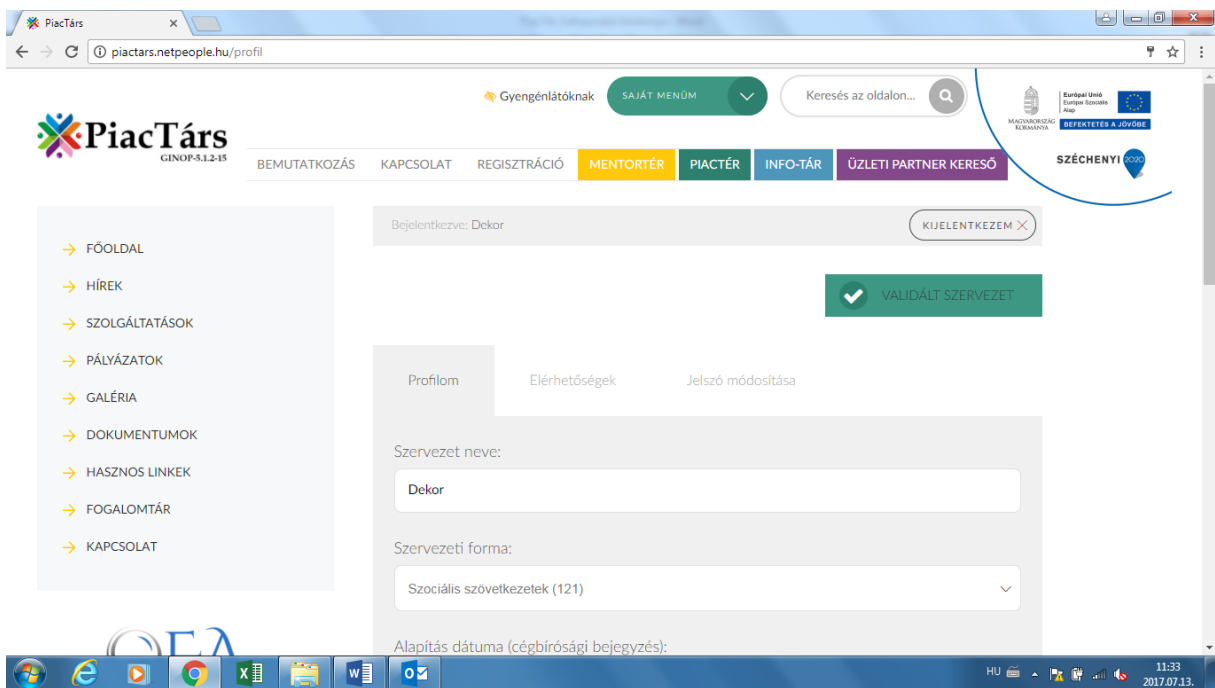 PiacTárs
piactars.netpeople.hu/profil
Gyengénlátóknak
SAJÁT MENÜM
Keresés az oldalon...
MAGYARORSZÁG
KORMÁNYA
Európai Unió
Európai Szociális
Alap
BEFEKTETÉS A JÖVŐBE
SZÉCHENYI 2020
PiacTárs
GINOP-5.1.2-15
BEMUTATKOZÁS KAPCSOLAT REGISZTRÁCIÓ MENTORTÉR PIACTÉR INFO-TÁR ÜZLETI PARTNER KERESŐ
FŐOLDAL
HÍREK
SZOLGÁLTATÁSOK
PÁLYÁZATOK
GALÉRIA
DOKUMENTUMOK
HASZNOS LINKEK
FOGALOMTÁR
KAPCSOLAT
Bejelentkezve: Dekor
KIJELENTKEZEM
VALIDÁLT SZERVEZET
Profilom Elérhetőségek Jelszó módosítása
Szervezet neve:
Dekor
Szervezeti forma:
Szociális szövetkezetek (121)
Alapítás dátuma (cégbírósági bejegyzés):
HU
11:33
2017.07.13.